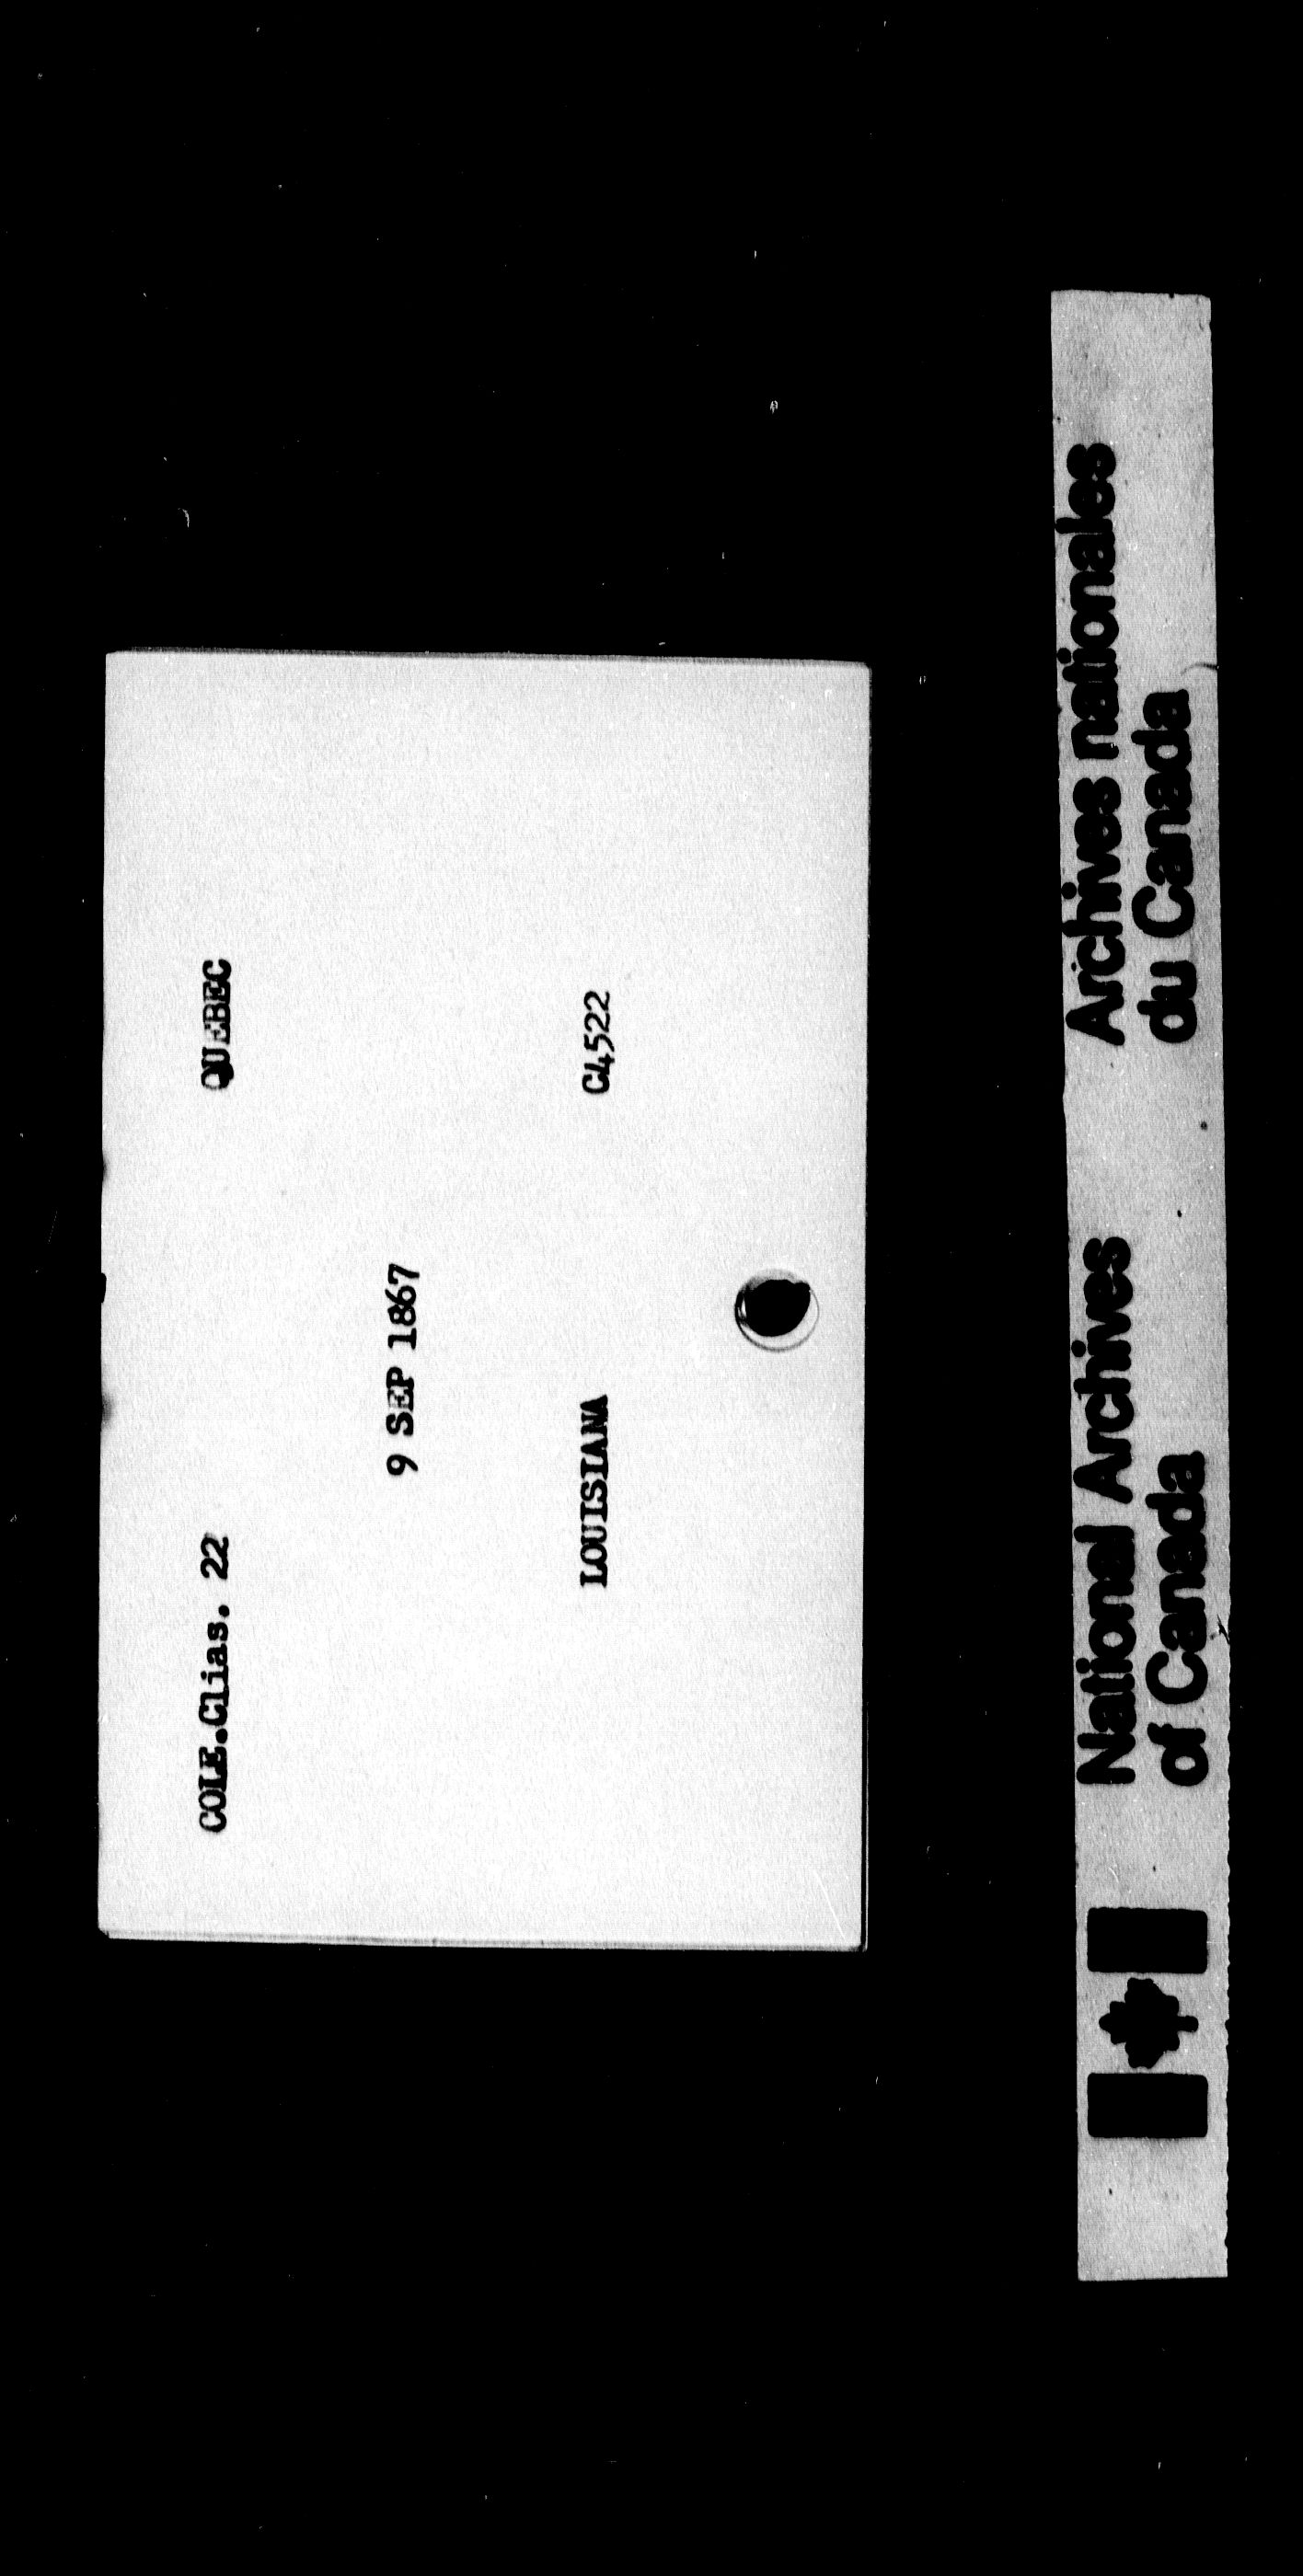 COLE.Clias. 22 QUEBEC
9 SEP 1867
LOUISIANA C4522
National Archives
of Canada
Archives nationales
du Canada